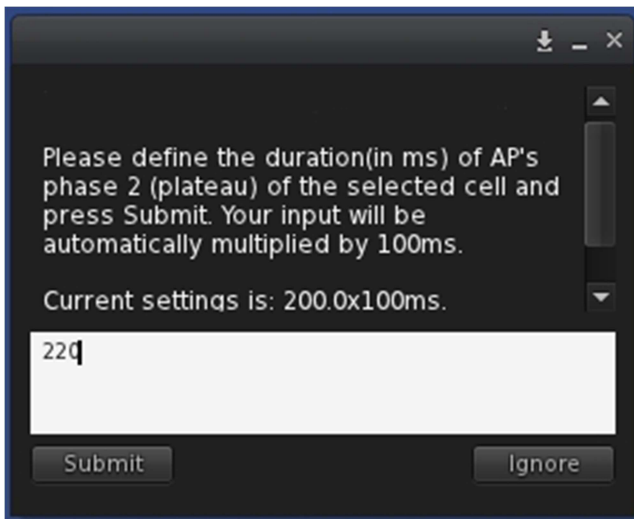 Please define the duration(in ms) of AP's
phase 2 (plateau) of the selected cell and
press Submit. Your input will be
automatically multiplied by 100ms.
Current settings is: 200.0x100ms.
220
Submit
Ignore